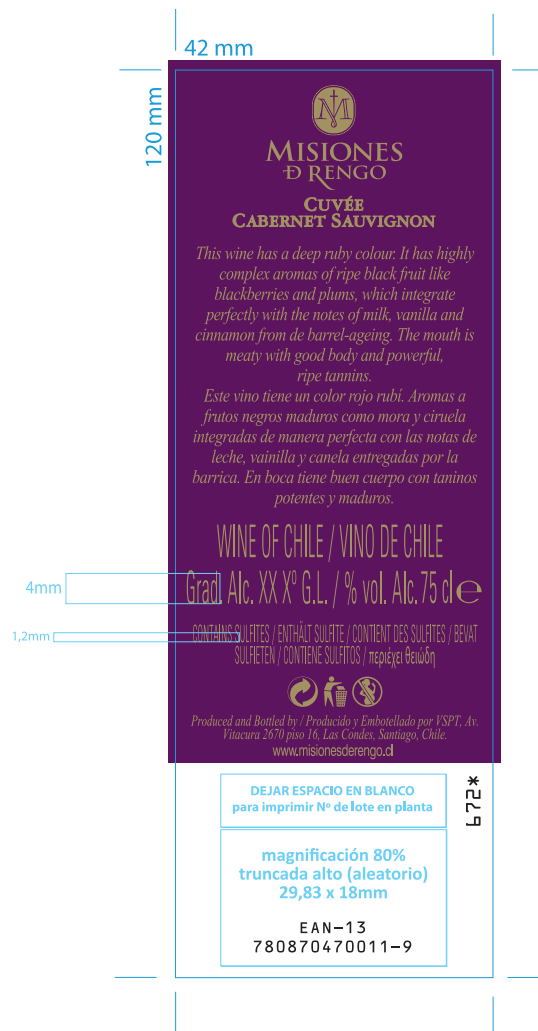 42 mm
120 mm
M
MISIONES
Đ RENGO
CUVÉE
CABERNET SAUVIGNON
This wine has a deep ruby colour. It has highly
complex aromas of ripe black fruit like
blackberries and plums, which integrate
perfectly with the notes of milk, vanilla and
cinnamon from de barrel-ageing. The mouth is
meaty with good body and powerful,
ripe tannins.
Este vino tiene un color rojo rubí. Aromas a
frutos negros maduros como mora y ciruela
integradas de manera perfecta con las notas de
leche, vainilla y canela entregadas por la
barrica. En boca tiene buen cuerpo con taninos
potentes y maduros.
WINE OF CHILE / VINO DE CHILE
4mm
Grad. Alc. XX Xº G.L. / % vol. Alc. 75 cl e
1,2mm
CONTAINS SULFITES / ENTHÄLT SULFITE / CONTIENT DES SULFITES / BEVAT
SULFIETEN / CONTIENE SULFITOS / περιέχει θειώδη
Produced and Bottled by / Producido y Embotellado por VSPT, Av.
Vitacura 2670 piso 16, Las Condes, Santiago, Chile.
www.misionesderengo.cl
DEJAR ESPACIO EN BLANCO
para imprimir Nº de lote en planta
672*
magnificación 80%
truncada alto (aleatorio)
29,83 x 18mm
EAN-13
780870470011-9